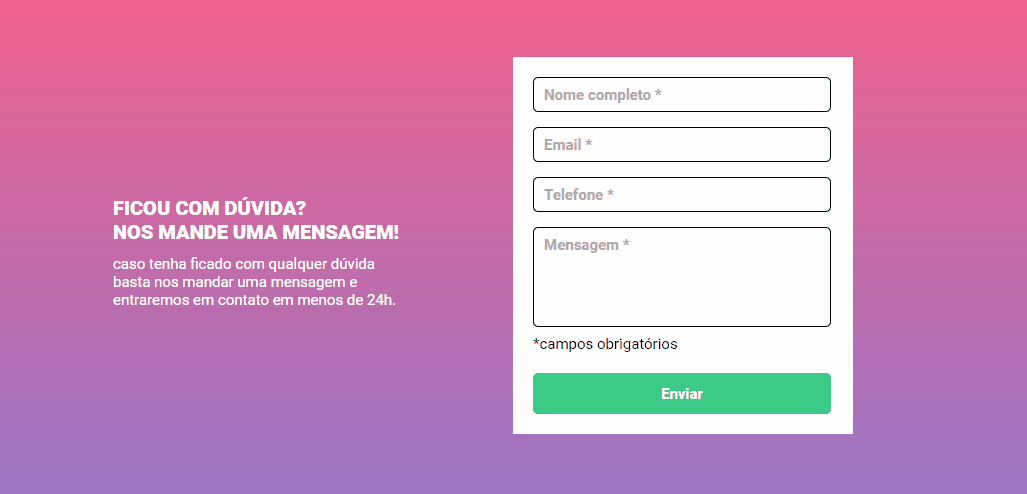 FICOU COM DÚVIDA?
NOS MANDE UMA MENSAGEM!
caso tenha ficado com qualquer dúvida
basta nos mandar uma mensagem e
entraremos em contato em menos de 24h.
Nome completo *
Email *
Telefone *
Mensagem *
*campos obrigatórios
Enviar